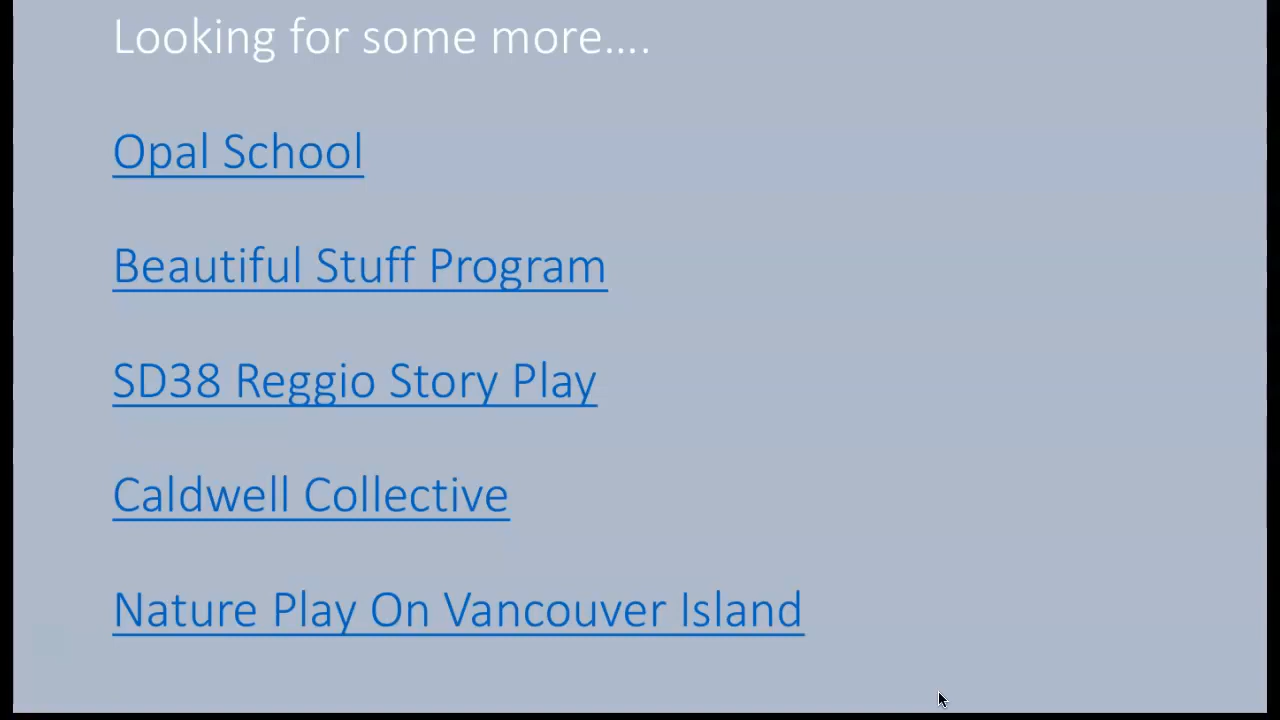 Looking for some more....
Opal School
Beautiful Stuff Program
SD38 Reggio Story Play
Caldwell Collective
Nature Play On Vancouver Island